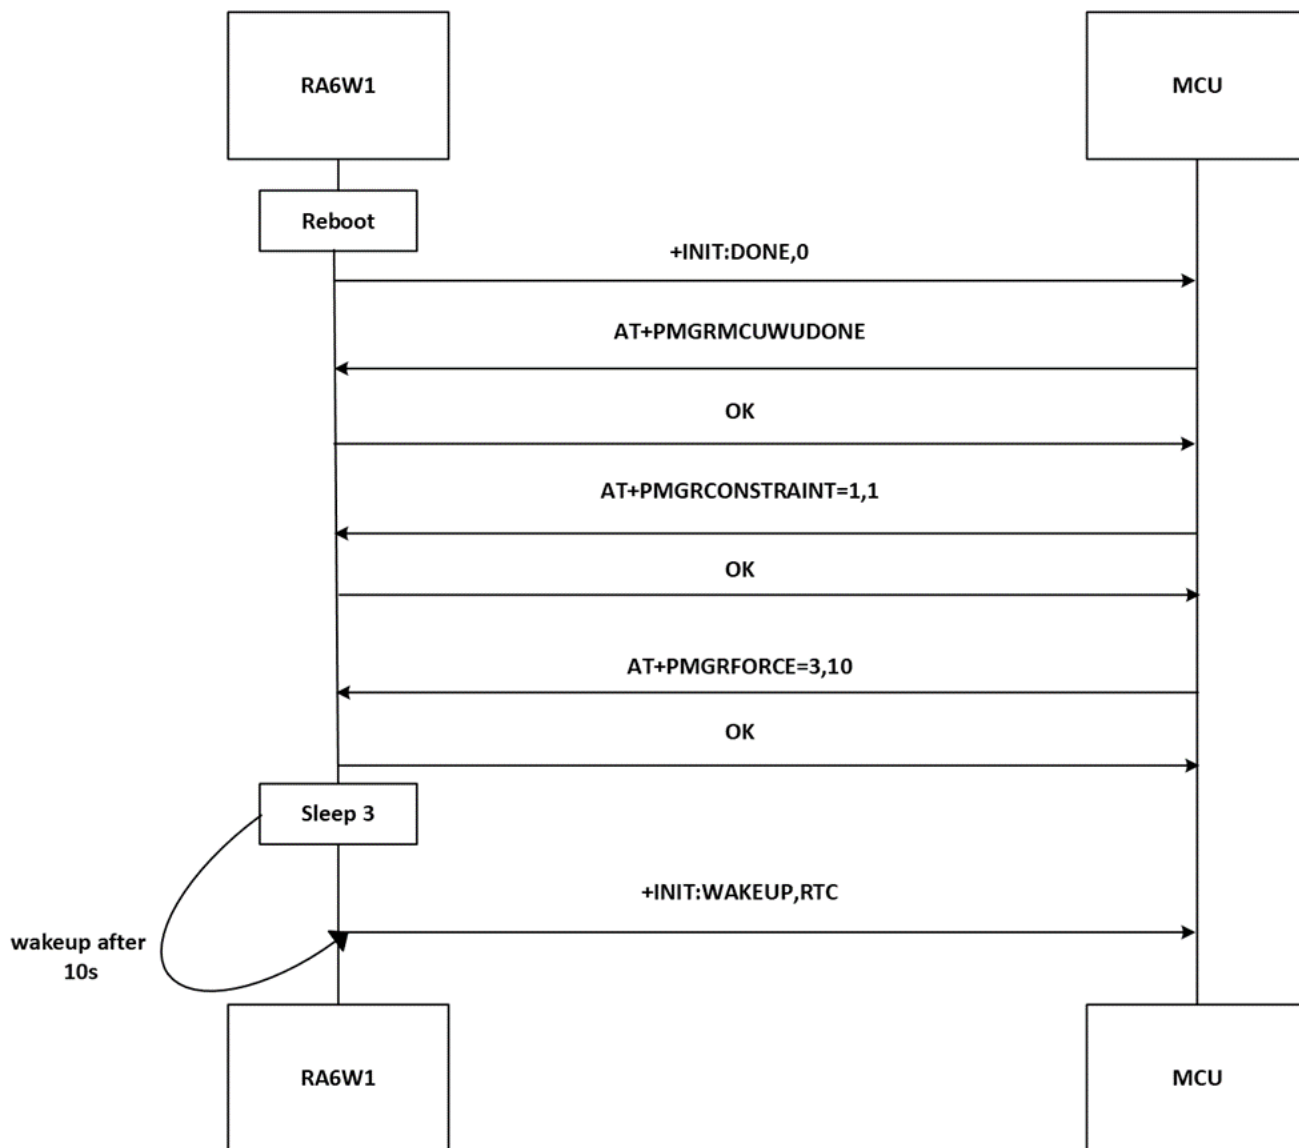 RA6W1
MCU
Reboot
+INIT:DONE,0
AT+PMGRMCUWUDONE
OK
AT+PMGRCONSTRAINT=1,1
OK
AT+PMGRFORCE=3,10
OK
Sleep 3
+INIT:WAKEUP,RTC
wakeup after
10s
RA6W1
MCU